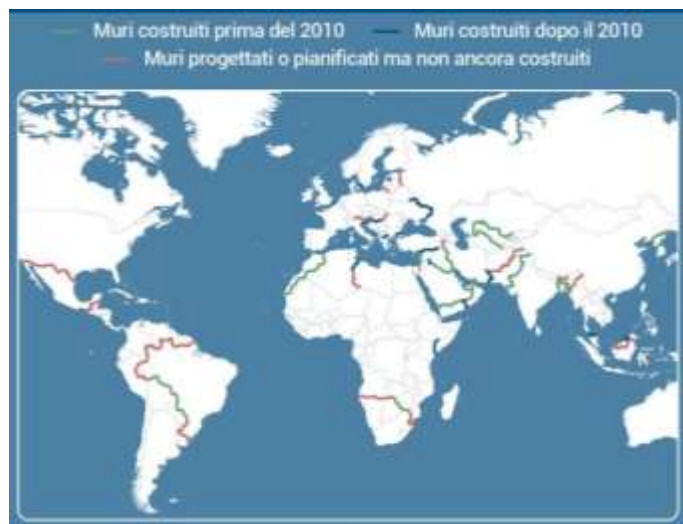 Muri costruiti prima del 2010 Muri costruiti dopo il 2010
Muri progettati o pianificati ma non ancora costruiti